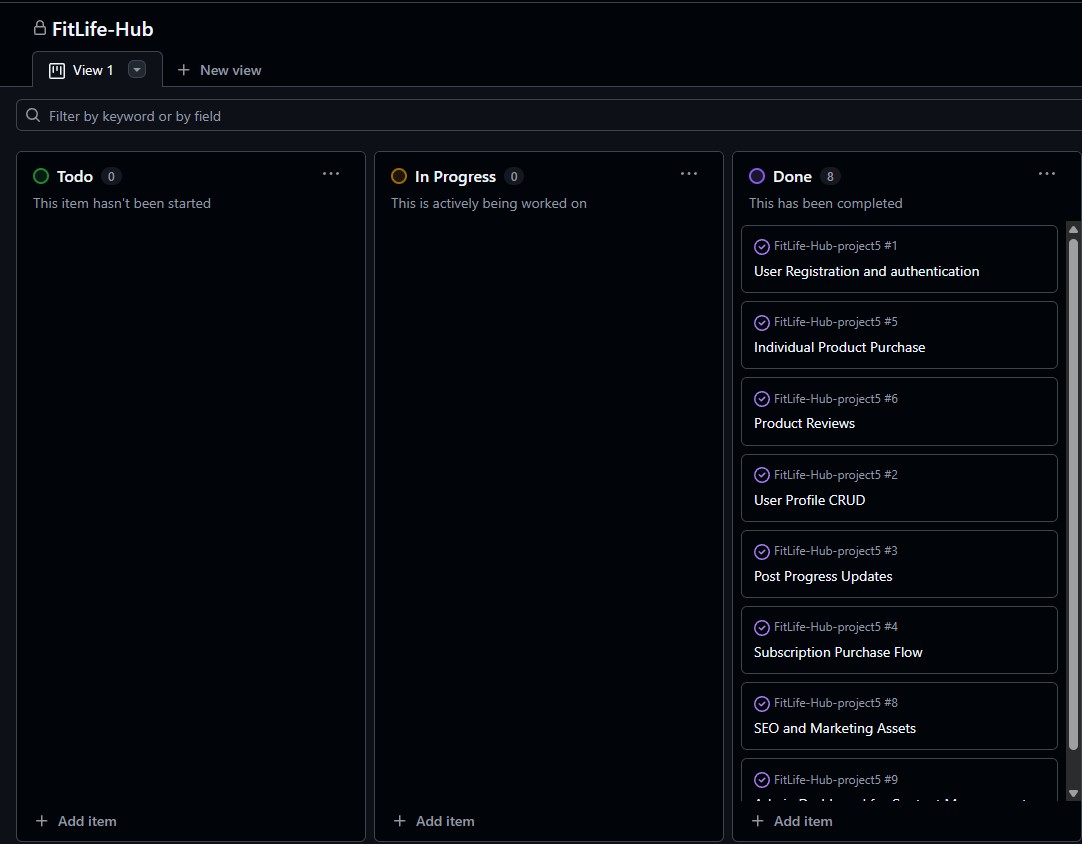 FitLife-Hub
View 1
New view
Filter by keyword or by field
Todo 0
This item hasn't been started
Add item
In Progress 0
This is actively being worked on
Add item
Done 8
This has been completed
FitLife-Hub-project5 #1
User Registration and authentication
FitLife-Hub-project5 #5
Individual Product Purchase
FitLife-Hub-project5 #6
Product Reviews
FitLife-Hub-project5 #2
User Profile CRUD
FitLife-Hub-project5 #3
Post Progress Updates
FitLife-Hub-project5 #4
Subscription Purchase Flow
FitLife-Hub-project5 #8
SEO and Marketing Assets
FitLife-Hub-project5 #9
Add item